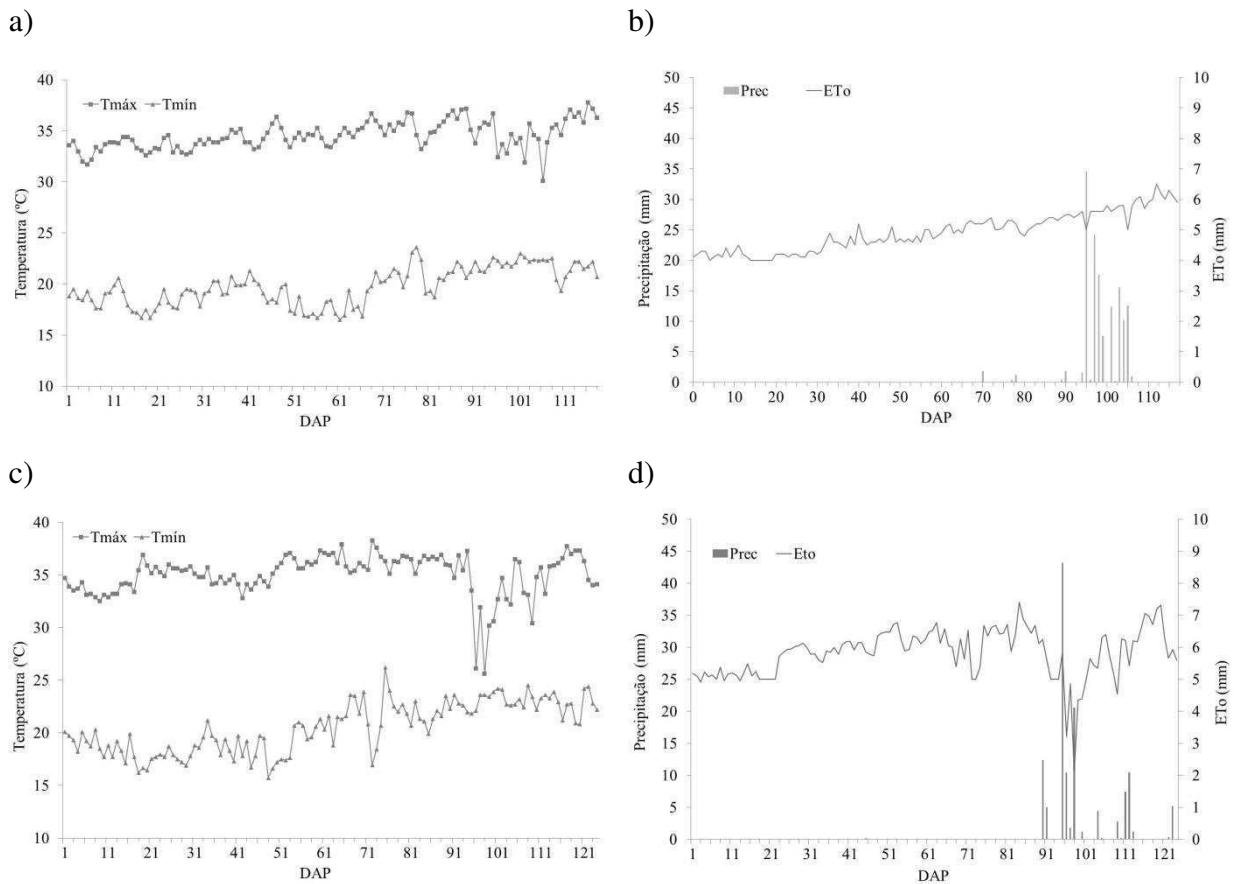 a)
40
35
30
25
20
15
10
Temperatura (ºC)
Tmáx Tmín
1 11 21 31 41 51 61 71 81 91 101 111
DAP
b)
50
45
40
35
30
25
20
15
10
5
0
Precipitação (mm)
Prec ETo
10
9
8
7
6
5
4
3
2
1
0
ETo (mm)
0 10 20 30 40 50 60 70 80 90 100 110
DAP
c)
40
35
30
25
20
15
10
Temperatura (ºC)
Tmáx Tmín
1 11 21 31 41 51 61 71 81 91 101 111 121
DAP
d)
50
45
40
35
30
25
20
15
10
5
0
Precipitação (mm)
Prec Eto
10
9
8
7
6
5
4
3
2
1
0
ETo (mm)
1 11 21 31 41 51 61 71 81 91 101 111 121
DAP